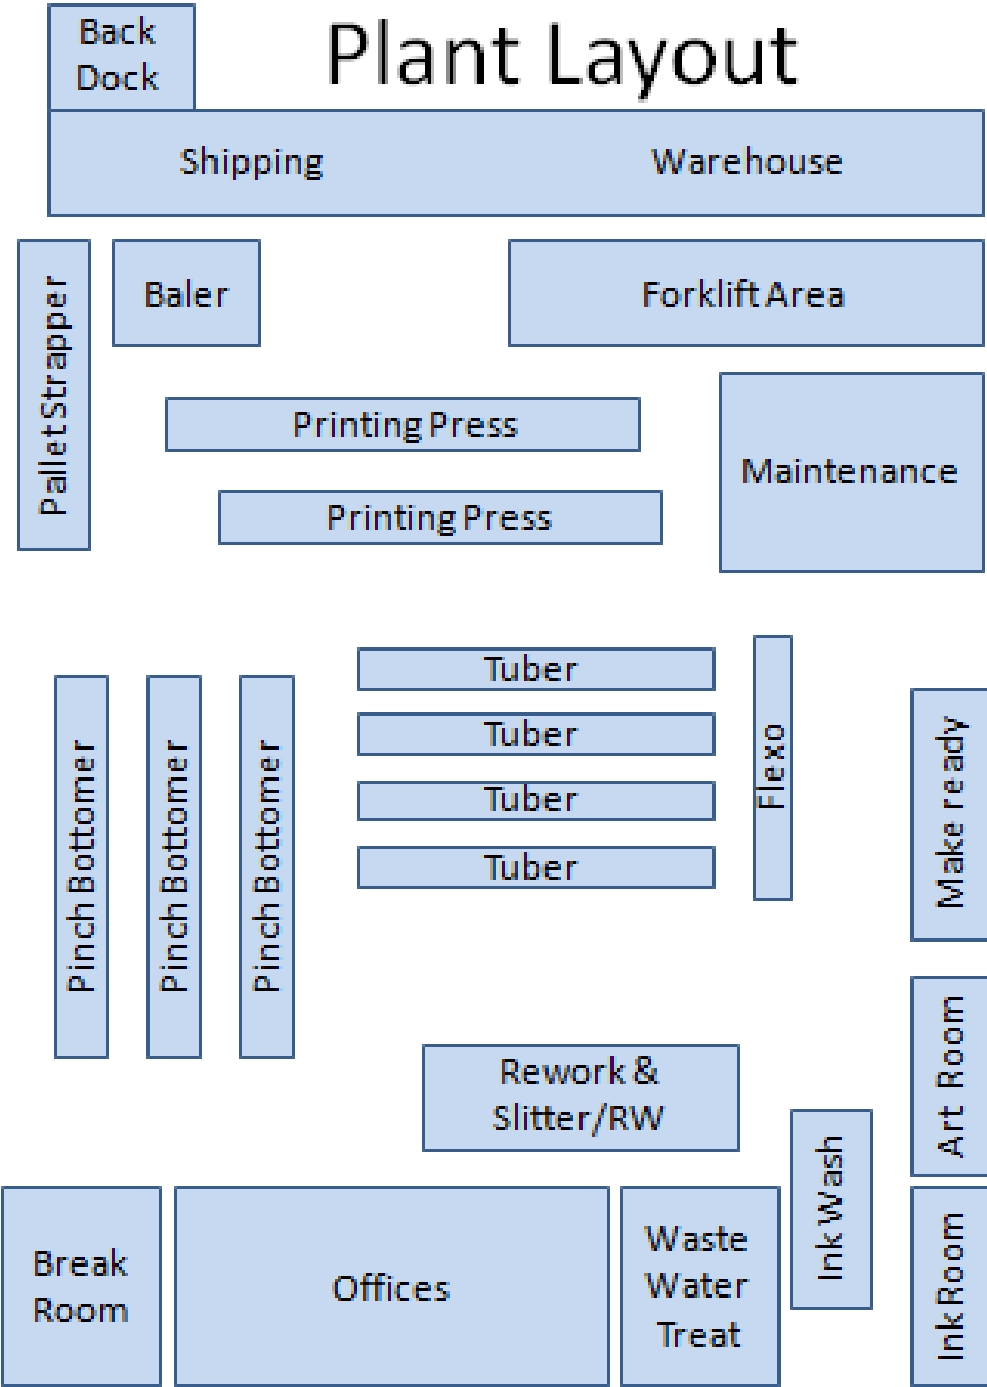 Back
Dock
Plant Layout
Shipping
Warehouse
Pallet Strapper
Baler
Forklift Area
Printing Press
Maintenance
Printing Press
Tuber
Tuber
Tuber
Tuber
Flexo
Make ready
Pinch Bottomer
Pinch Bottomer
Pinch Bottomer
Art Room
Rework &
Slitter/RW
Ink Wash
Break
Room
Offices
Waste
Water
Treat
Ink Room